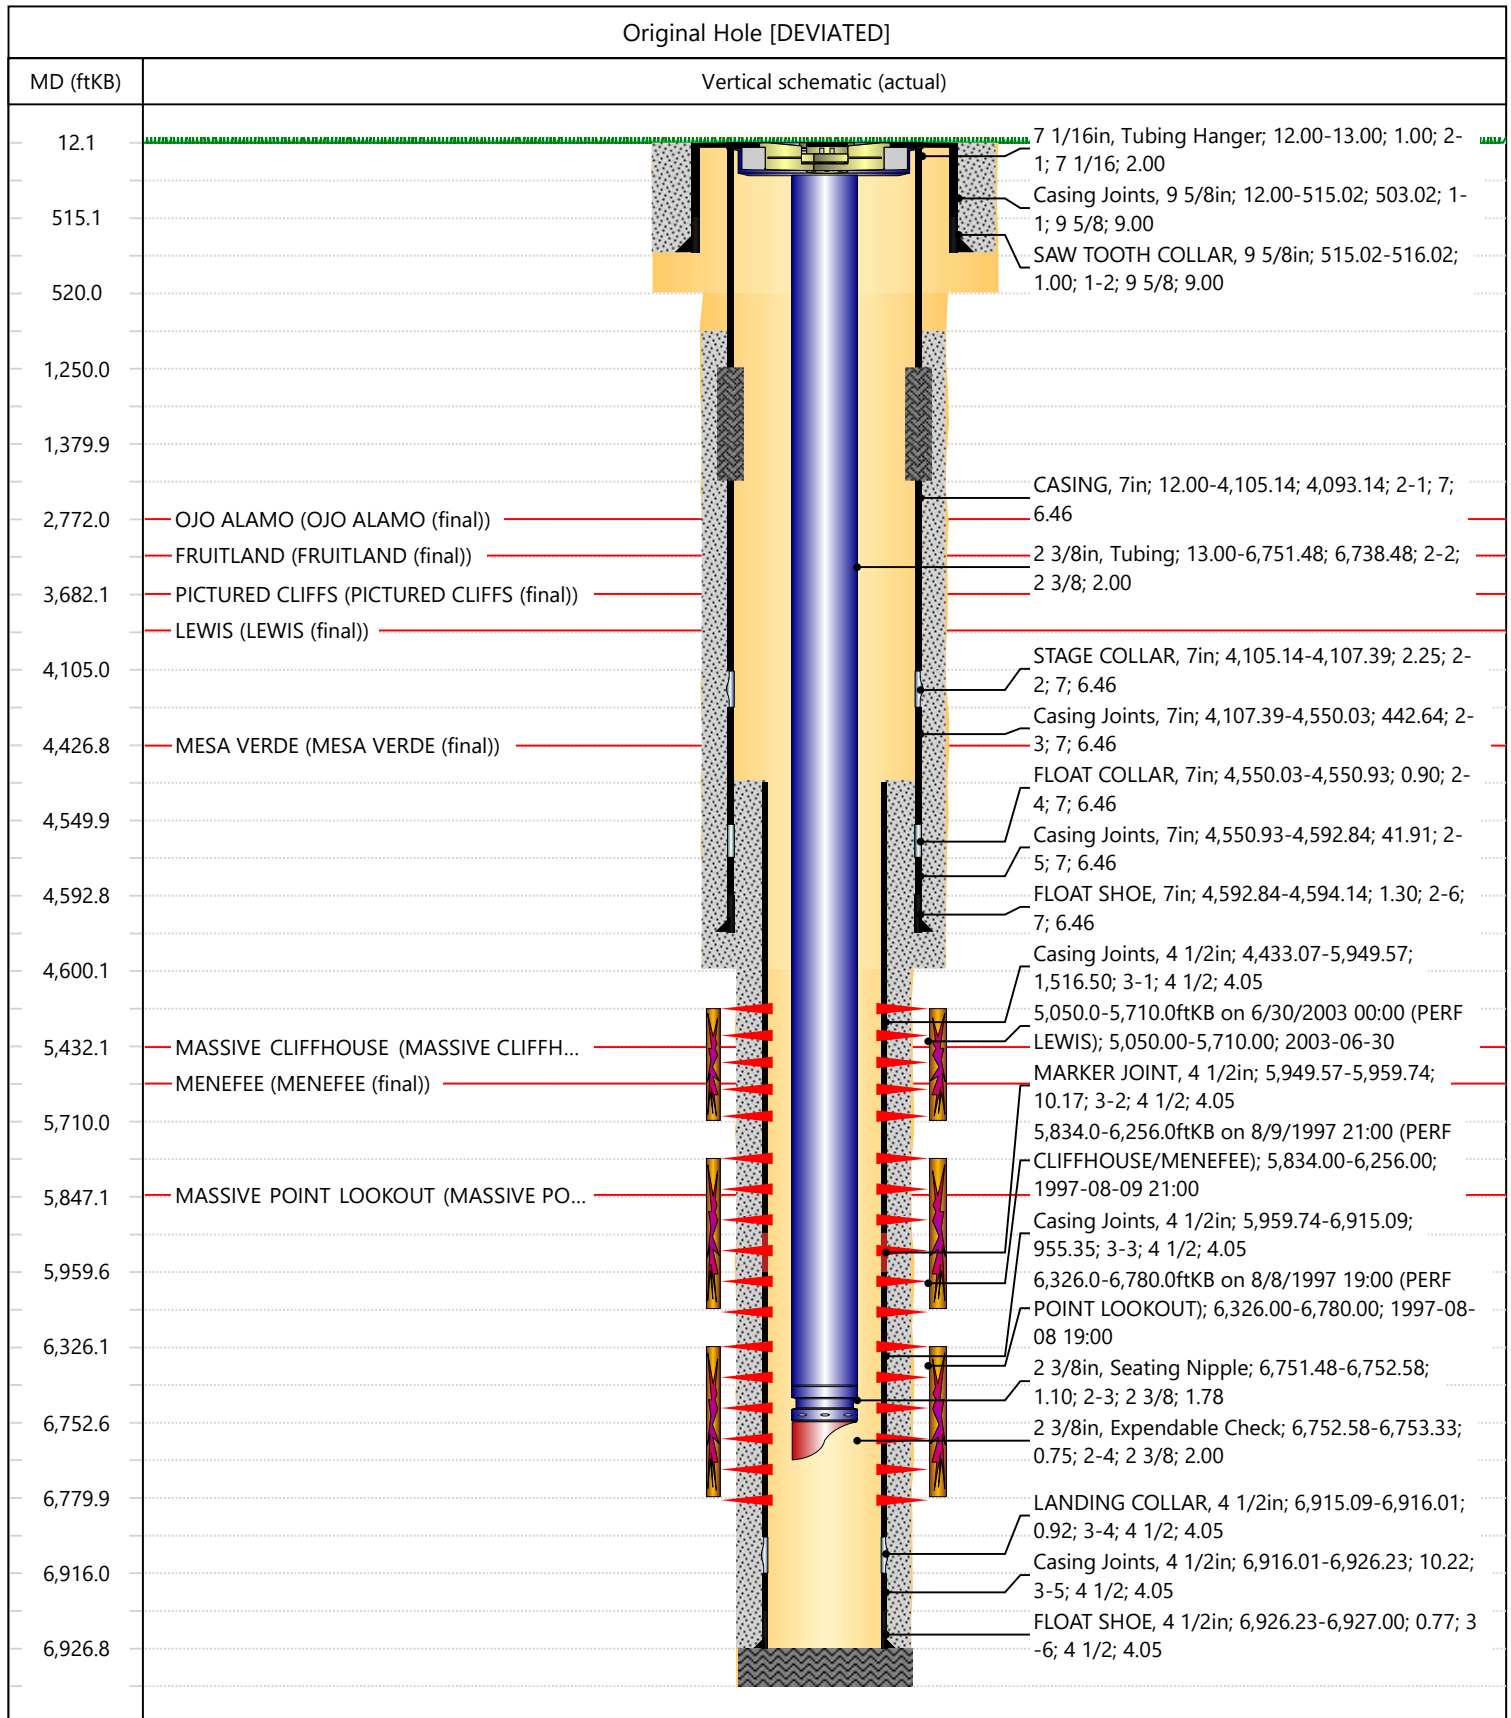 Original Hole [DEVIATED]
MD (ftKB)
Vertical schematic (actual)
12.1
515.1
520.0
1,250.0
1,379.9
2,772.0
3,682.1
4,105.0
4,426.8
4,549.9
4,592.8
4,600.1
5,432.1
5,710.0
5,847.1
5,959.6
6,326.1
6,752.6
6,779.9
6,916.0
6,926.8
OJO ALAMO (OJO ALAMO (final))
FRUITLAND (FRUITLAND (final))
PICTURED CLIFFS (PICTURED CLIFFS (final))
LEWIS (LEWIS (final))
MESA VERDE (MESA VERDE (final))
MASSIVE CLIFFHOUSE (MASSIVE CLIFFH...
MENEFEE (MENEFEE (final))
MASSIVE POINT LOOKOUT (MASSIVE PO...
7 1/16in, Tubing Hanger; 12.00-13.00; 1.00; 2-
1; 7 1/16; 2.00
Casing Joints, 9 5/8in; 12.00-515.02; 503.02; 1-
1; 9 5/8; 9.00
SAW TOOTH COLLAR, 9 5/8in; 515.02-516.02;
1.00; 1-2; 9 5/8; 9.00
CASING, 7in; 12.00-4,105.14; 4,093.14; 2-1; 7;
6.46
2 3/8in, Tubing; 13.00-6,751.48; 6,738.48; 2-2;
2 3/8; 2.00
STAGE COLLAR, 7in; 4,105.14-4,107.39; 2.25; 2-
2; 7; 6.46
Casing Joints, 7in; 4,107.39-4,550.03; 442.64; 2-
3; 7; 6.46
FLOAT COLLAR, 7in; 4,550.03-4,550.93; 0.90; 2-
4; 7; 6.46
Casing Joints, 7in; 4,550.93-4,592.84; 41.91; 2-
5; 7; 6.46
FLOAT SHOE, 7in; 4,592.84-4,594.14; 1.30; 2-6;
7; 6.46
Casing Joints, 4 1/2in; 4,433.07-5,949.57;
1,516.50; 3-1; 4 1/2; 4.05
5,050.0-5,710.0ftKB on 6/30/2003 00:00 (PERF
LEWIS); 5,050.00-5,710.00; 2003-06-30
MARKER JOINT, 4 1/2in; 5,949.57-5,959.74;
10.17; 3-2; 4 1/2; 4.05
5,834.0-6,256.0ftKB on 8/9/1997 21:00 (PERF
CLIFFHOUSE/MENEFEE); 5,834.00-6,256.00;
1997-08-09 21:00
Casing Joints, 4 1/2in; 5,959.74-6,915.09;
955.35; 3-3; 4 1/2; 4.05
6,326.0-6,780.0ftKB on 8/8/1997 19:00 (PERF
POINT LOOKOUT); 6,326.00-6,780.00; 1997-08-
08 19:00
2 3/8in, Seating Nipple; 6,751.48-6,752.58;
1.10; 2-3; 2 3/8; 1.78
2 3/8in, Expendable Check; 6,752.58-6,753.33;
0.75; 2-4; 2 3/8; 2.00
LANDING COLLAR, 4 1/2in; 6,915.09-6,916.01;
0.92; 3-4; 4 1/2; 4.05
Casing Joints, 4 1/2in; 6,916.01-6,926.23; 10.22;
3-5; 4 1/2; 4.05
FLOAT SHOE, 4 1/2in; 6,926.23-6,927.00; 0.77; 3
-6; 4 1/2; 4.05